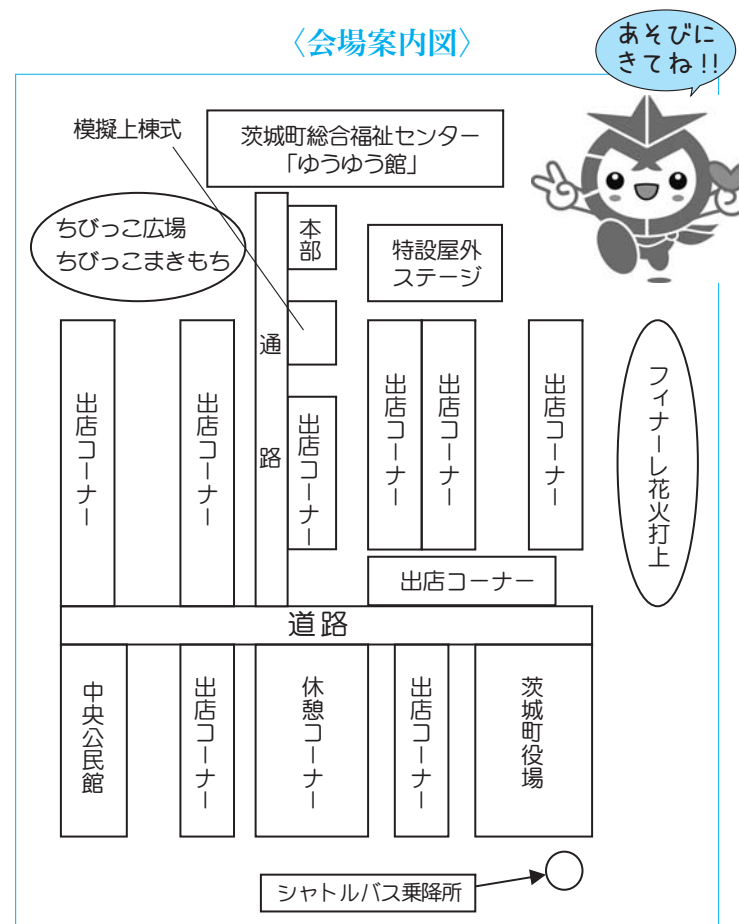 〈会場案内図〉
あそびに
きてね!!
模擬上棟式
茨城町総合福祉センター
「ゆうゆう館」
ちびっこ広場
ちびっこまきもち
本部
特設屋外
ステージ
通路
出店コーナー
出店コーナー
出店コーナー
出店コーナー
出店コーナー
出店コーナー
フィナーレ花火打上
出店コーナー
道路
中央公民館
出店コーナー
休憩コーナー
出店コーナー
茨城町役場
シャトルバス乗降所